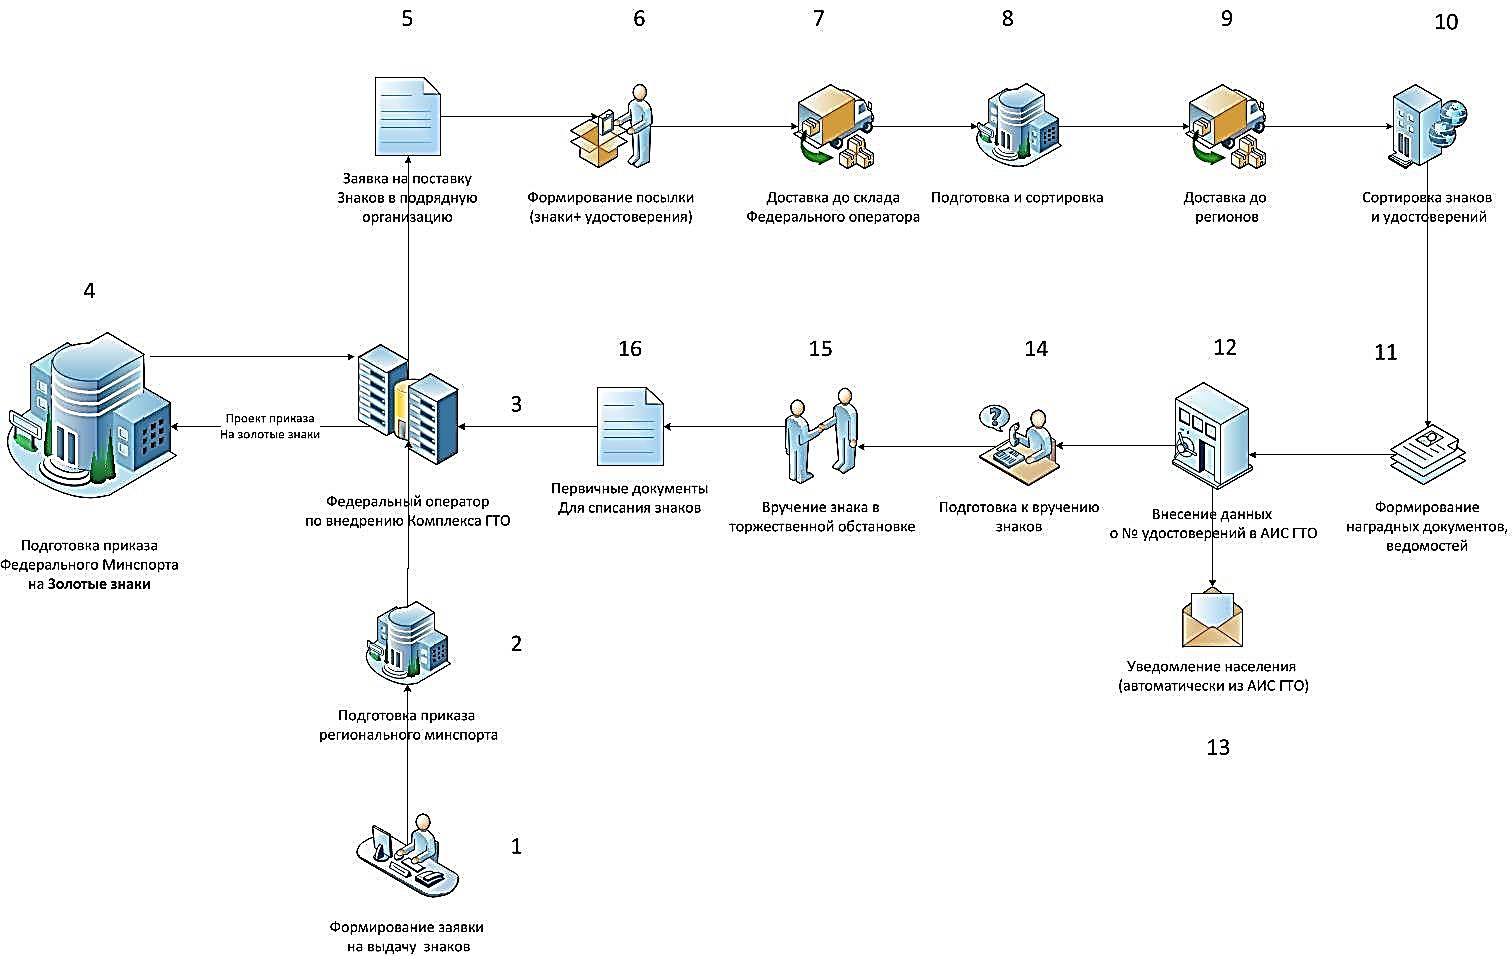 5
6
7
8
9
10
Заявка на поставку
Знаков в подрядную
организацию
Формирование посылки
(знаки+ удостоверения)
Доставка до склада
Федерального оператора
Подготовка и сортировка
Доставка до
регионов
Сортировка знаков
и удостоверений
4
3
16
15
14
12
11
Проект приказа
На золотые знаки
Подготовка приказа
Федерального Минспорта
на Золотые знаки
Федеральный оператор
по внедрению Комплекса ГТО
Первичные документы
Для списания знаков
Вручение знака в
торжественной обстановке
Подготовка к вручению
знаков
Внесение данных
о № удостоверений в АИС ГТО
Формирование
наградных документов,
ведомостей
2
Подготовка приказа
регионального минспорта
Уведомление населения
(автоматически из АИС ГТО)
13
1
Формирование заявки
на выдачу знаков